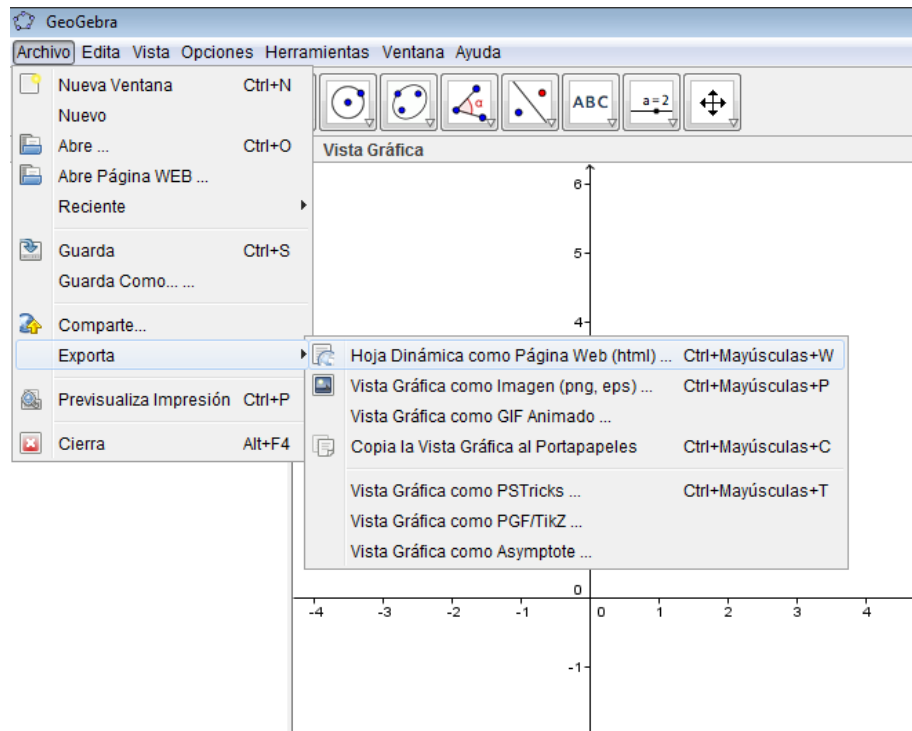 GeoGebra
Archivo Edita Vista Opciones Herramientas Ventana Ayuda
Nueva Ventana Ctrl+N
Nuevo
Abre ... Ctrl+O
Abre Página WEB ...
Reciente
Guarda Ctrl+S
Guarda Como... ...
Comparte...
Exporta
Previsualiza Impresión Ctrl+P
Cierra Alt+F4
α
ABC
a=2
Vista Gráfica
6
5
4
Hoja Dinámica como Página Web (html) ... Ctrl+Mayúsculas+W
Vista Gráfica como Imagen (png, eps) ... Ctrl+Mayúsculas+P
Vista Gráfica como GIF Animado ...
Copia la Vista Gráfica al Portapapeles Ctrl+Mayúsculas+C
Vista Gráfica como PSTricks ... Ctrl+Mayúsculas+T
Vista Gráfica como PGF/TikZ ...
Vista Gráfica como Asymptote ...
0
-4 -3 -2 -1 0 1 2 3 4
-1